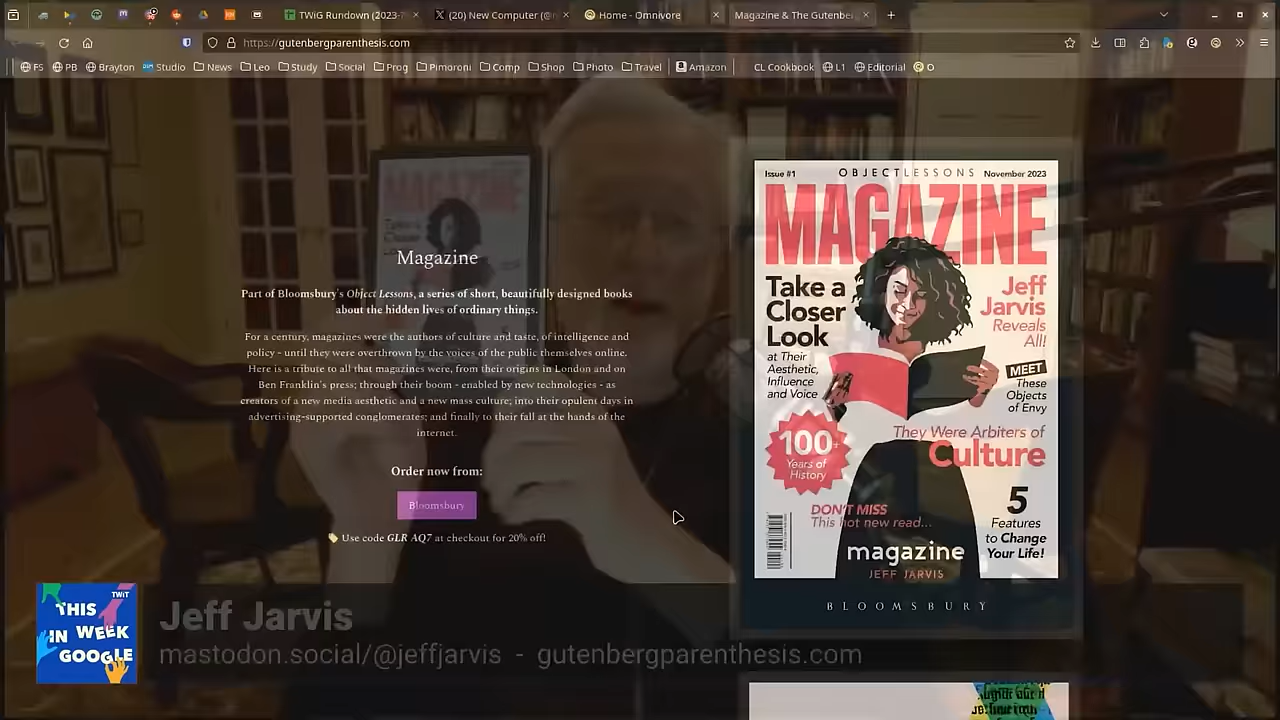 TWiG Rundown (2023-
(20) New Computer (@
Home - Omnivore
Magazine & The Gutenber
https://gutenbergparenthesis.com
FS
PB
Brayton
Studio
News
Leo
Study
Social
Prog
Pimoroni
Comp
Shop
Photo
Travel
Amazon
CL Cookbook
L1
Editorial
O
Magazine
Part of Bloomsbury's Object Lessons, a series of short, beautifully designed books
about the hidden lives of ordinary things.
For a century, magazines were the authors of culture and taste, of intelligence and
policy - until they were overthrown by the voices of the public themselves online.
Here is a tribute to all that magazines were, from their origins in London and on
Ben Franklin's press; through their boom - enabled by new technologies - as
creators of a new media aesthetic and a new mass culture; into their opulent days in
advertising-supported conglomerates; and finally to their fall at the hands of the
internet.
Order now from:
Bloomsbury
Use code GLR AQ7 at checkout for 20% off!
Issue #1
OBJECTLESSONS
November 2023
MAGAZINE
Take a
Closer
Look
at Their
Aesthetic,
Influence
and Voice
Jeff
Jarvis
Reveals
All!
MEET
These
Objects
of Envy
100+
Years of
History
They Were Arbiters of
Culture
DON'T MISS
This hot new read...
5
Features
to Change
Your Life!
magazine
JEFF JARVIS
BLOOMSBURY
TWiT
THIS
IN WEEK
GOOGLE
Jeff Jarvis
mastodon.social/@jeffjarvis - gutenbergparenthesis.com